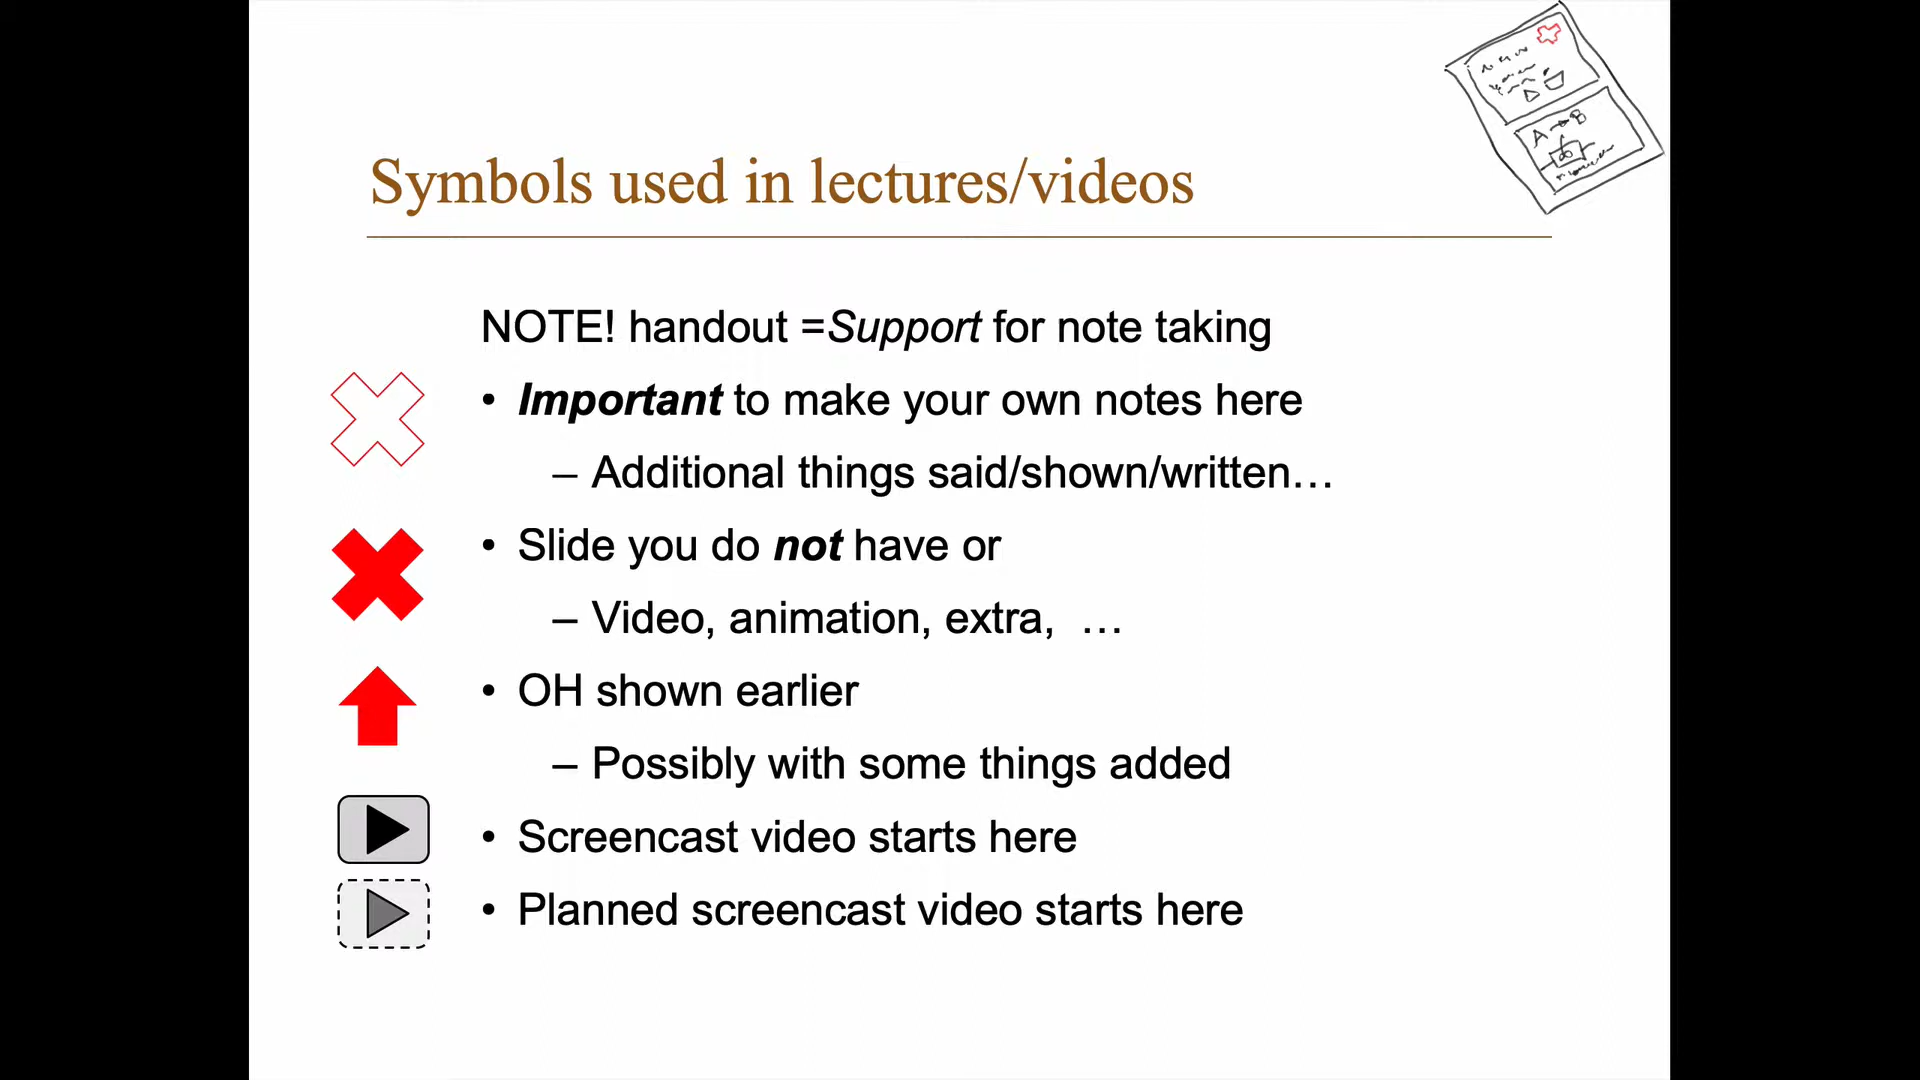 Symbols used in lectures/videos
NOTE! handout =Support for note taking
• Important to make your own notes here
– Additional things said/shown/written…
• Slide you do not have or
– Video, animation, extra,  …
• OH shown earlier
– Possibly with some things added
• Screencast video starts here
• Planned screencast video starts here
A → B